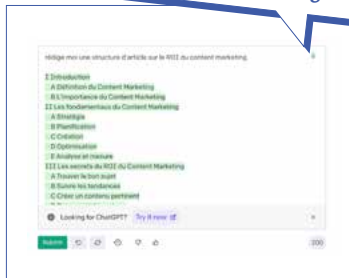 Rédige moi une structure d'article sur le ROI du content marketing.
I Introduction
A Définition du Content Marketing
B L'importance du Content Marketing
II Les fondamentaux du Content Marketing
A Stratégie
B Planification
C Création
D Optimisation
E Analyse et mesure
III Les secrets du ROI du Content Marketing
A Trouver le bon sujet
B Suivre les tendances
C Créer un contenu pertinent
Looking for ChatGPT? Try it now
Submit
200